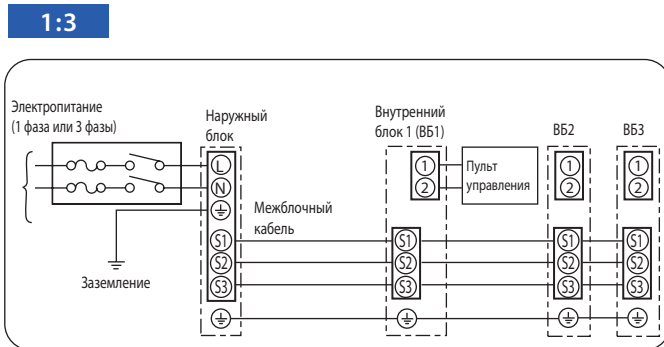 1:3
Электропитание
(1 фаза или 3 фазы)
Наружный
блок
Внутренний
блок 1 (ВБ1)
ВБ2
ВБ3
L
N
1
2
Пульт
управления
1
2
1
2
Межблочный
кабель
S1
S2
S3
S1
S2
S3
S1
S2
S3
S1
S2
S3
Заземление